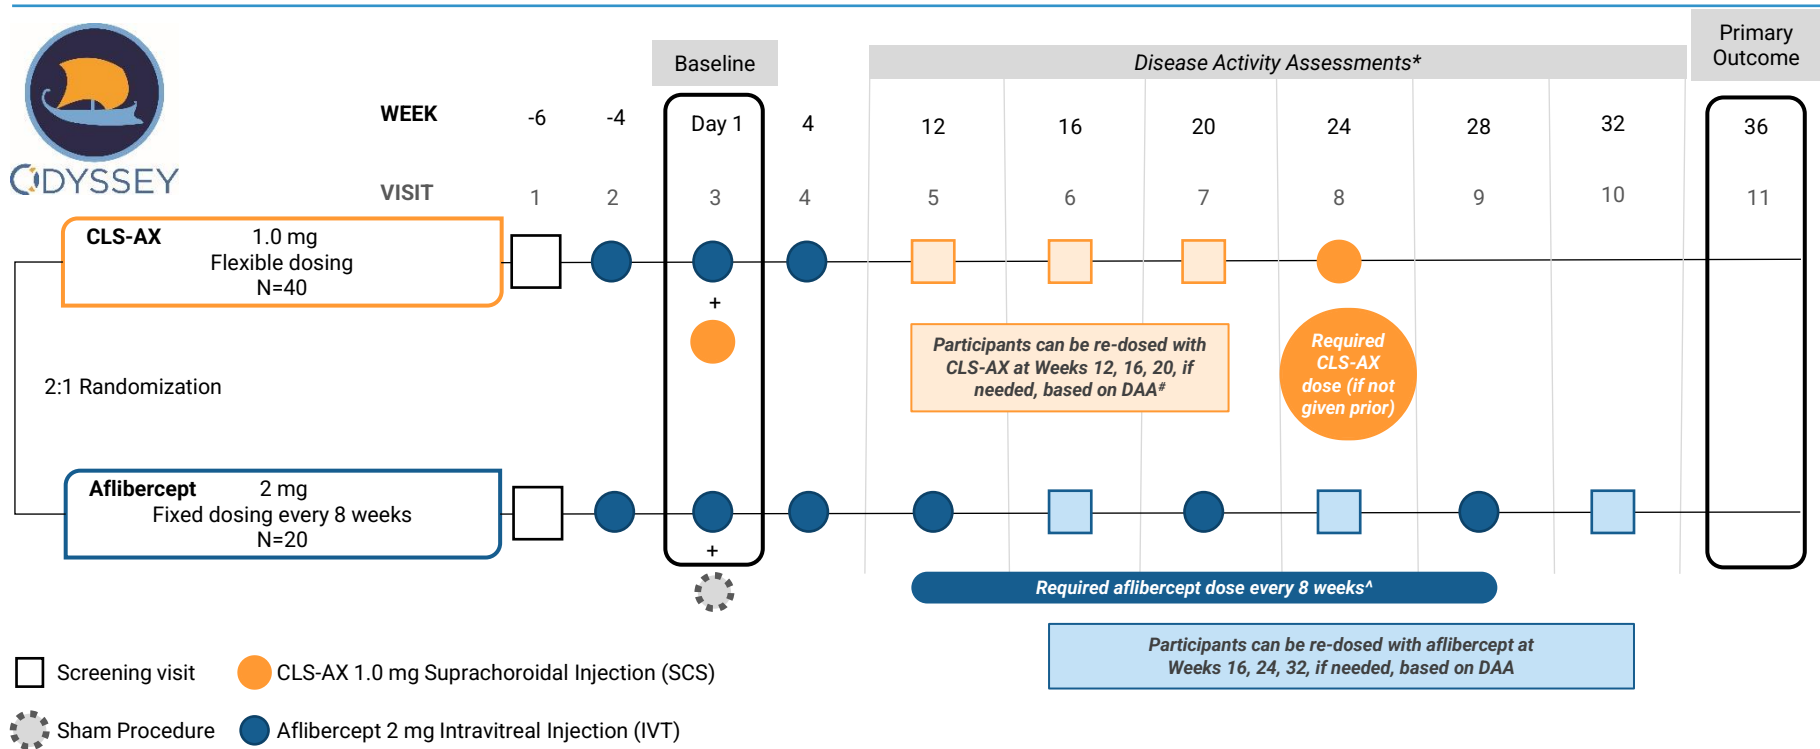 Baseline
Disease Activity Assessments*
Primary
Outcome
WEEK -6 -4 Day 1 4 12 16 20 24 28 32 36
ODYSSEY
VISIT 1 2 3 4 5 6 7 8 9 10 11
CLS-AX 1.0 mg
Flexible dosing
N=40
+
Participants can be re-dosed with
CLS-AX at Weeks 12, 16, 20, if
needed, based on DAA#
Required
CLS-AX
dose (if not
given prior)
2:1 Randomization
Aflibercept 2 mg
Fixed dosing every 8 weeks
N=20
+
Required aflibercept dose every 8 weeks^
Participants can be re-dosed with aflibercept at
Weeks 16, 24, 32, if needed, based on DAA
Screening visit CLS-AX 1.0 mg Suprachoroidal Injection (SCS)
Sham Procedure Aflibercept 2 mg Intravitreal Injection (IVT)